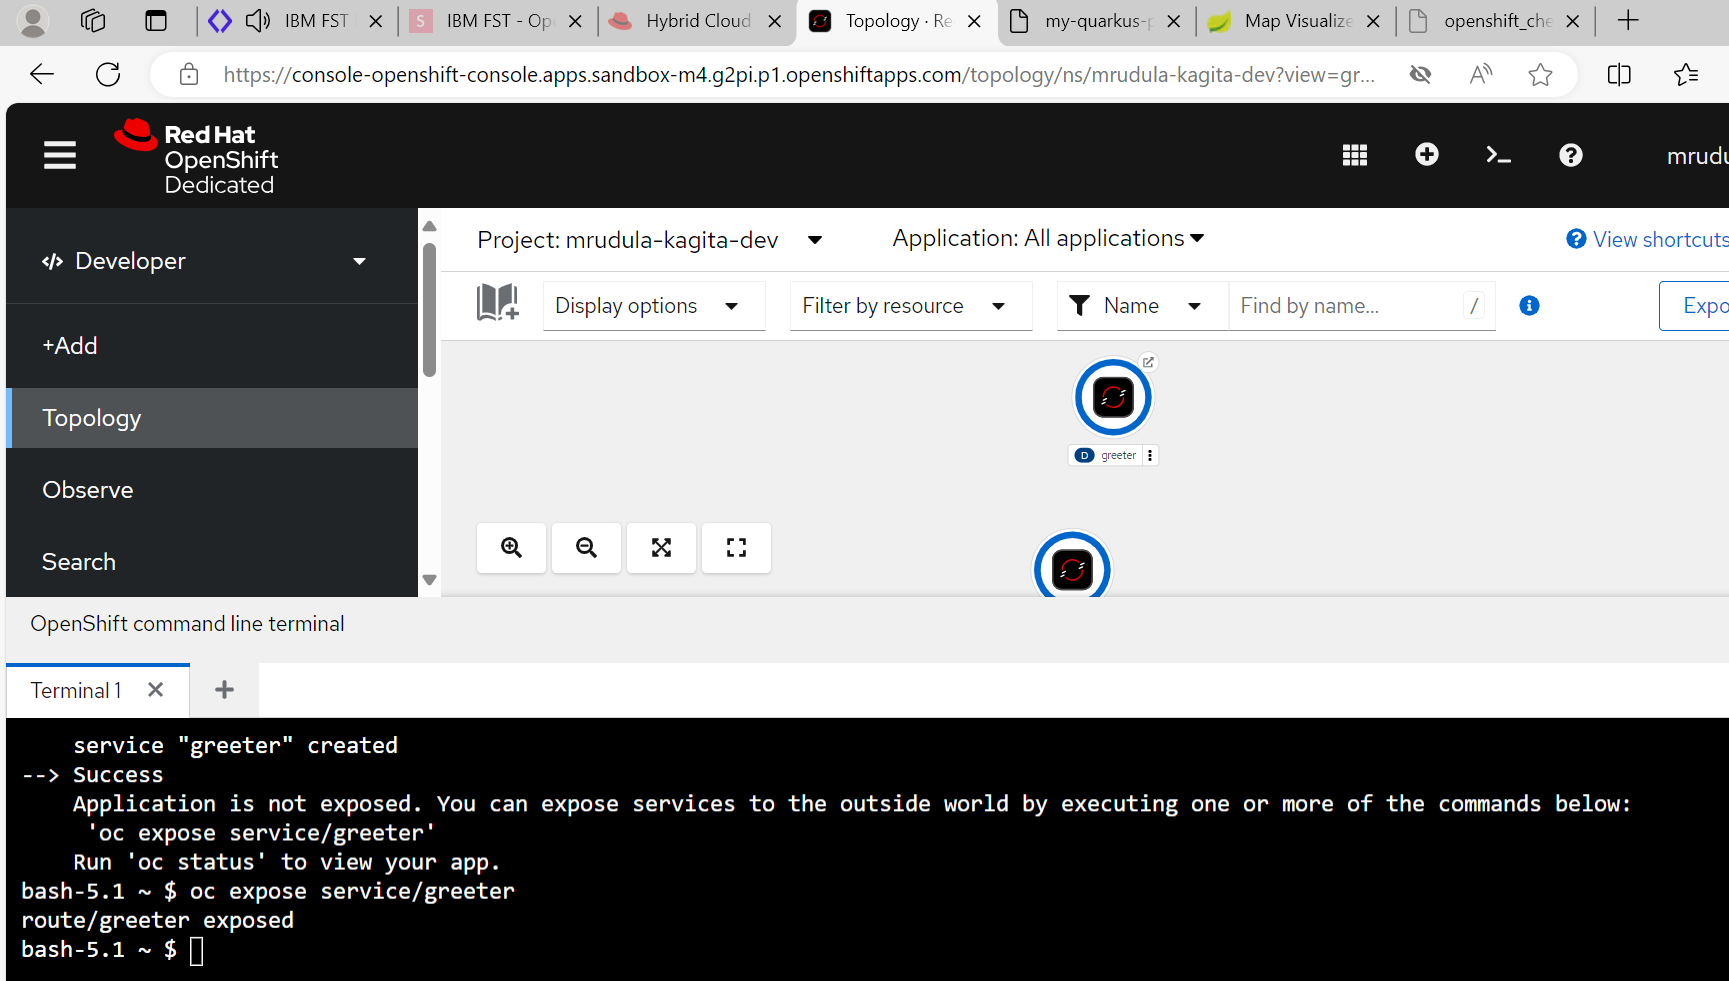 IBM FST
IBM FST - Op
Hybrid Cloud
Topology · Re
my-quarkus-p
Map Visualize
openshift_che
https://console-openshift-console.apps.sandbox-m4.g2pi.p1.openshiftapps.com/topology/ns/mrudula-kagita-dev?view=gr...
Red Hat
OpenShift
Dedicated
mrudu
Developer
Project: mrudula-kagita-dev
Application: All applications
View shortcuts
Display options
Filter by resource
Name
Find by name...
/
Expo
+Add
Topology
Observe
Search
D greeter
OpenShift command line terminal
Terminal 1
service "greeter" created
--> Success
Application is not exposed. You can expose services to the outside world by executing one or more of the commands below:
'oc expose service/greeter'
Run 'oc status' to view your app.
bash-5.1 ~ $ oc expose service/greeter
route/greeter exposed
bash-5.1 ~ $